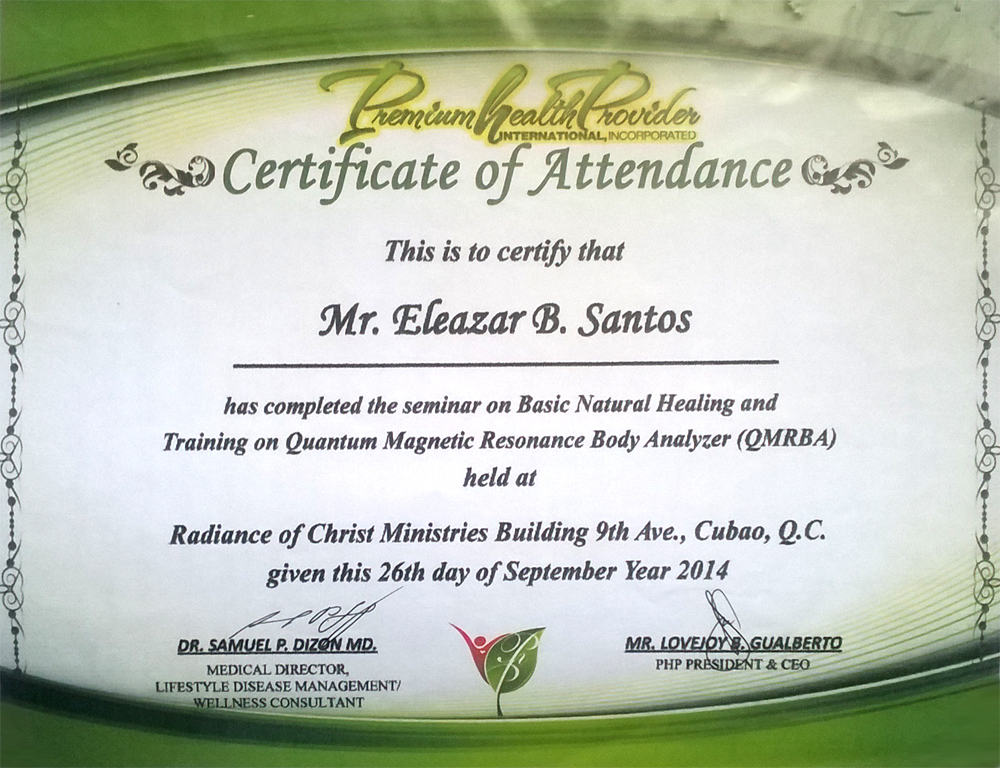 Premium Health Provider
INTERNATIONAL, INCORPORATED
Certificate of Attendance
This is to certify that
Mr. Eleazar B. Santos
has completed the seminar on Basic Natural Healing and
Training on Quantum Magnetic Resonance Body Analyzer (QMRBA)
held at
Radiance of Christ Ministries Building 9th Ave., Cubao, Q.C.
given this 26th day of September Year 2014
DR. SAMUEL P. DIZON MD.
MEDICAL DIRECTOR,
LIFESTYLE DISEASE MANAGEMENT/
WELLNESS CONSULTANT
MR. LOVEJOY B. GUALBERTO
PHP PRESIDENT & CEO